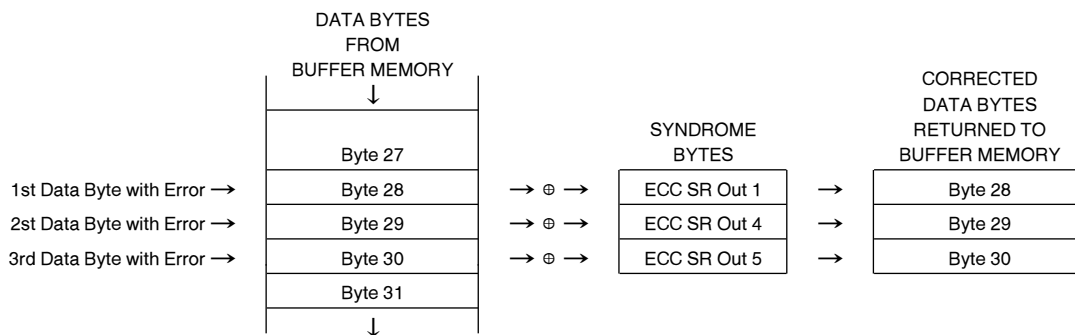 DATA BYTES
FROM
BUFFER MEMORY
↓
CORRECTED
DATA BYTES
RETURNED TO
BUFFER MEMORY
SYNDROME
BYTES
Byte 27
1st Data Byte with Error → Byte 28 → ⊕ → ECC SR Out 1 → Byte 28
2st Data Byte with Error → Byte 29 → ⊕ → ECC SR Out 4 → Byte 29
3rd Data Byte with Error → Byte 30 → ⊕ → ECC SR Out 5 → Byte 30
Byte 31
↓